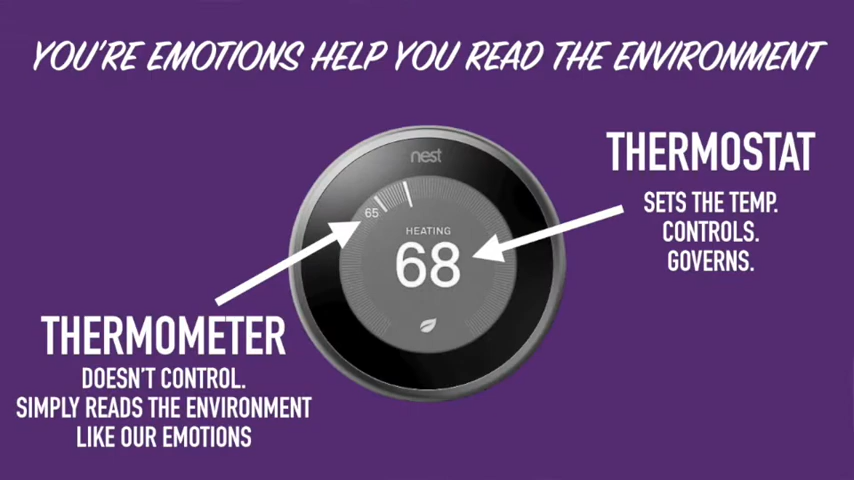 YOU'RE EMOTIONS HELP YOU READ THE ENVIRONMENT
nest
65
HEATING
68
THERMOSTAT
SETS THE TEMP.
CONTROLS.
GOVERNS.
THERMOMETER
DOESN'T CONTROL.
SIMPLY READS THE ENVIRONMENT
LIKE OUR EMOTIONS